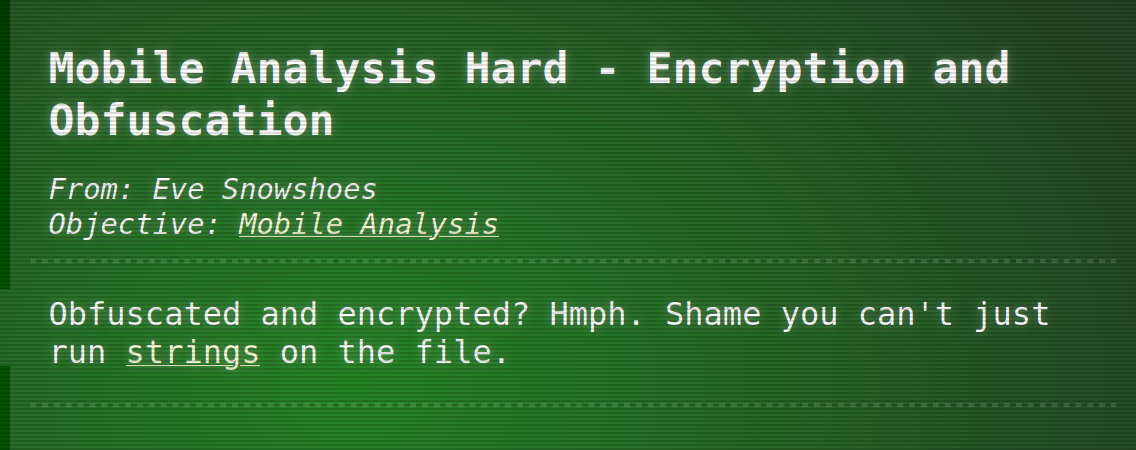 Mobile Analysis Hard - Encryption and
Obfuscation
From: Eve Snowshoes
Objective: Mobile Analysis
Obfuscated and encrypted? Hmph. Shame you can't just
run strings on the file.